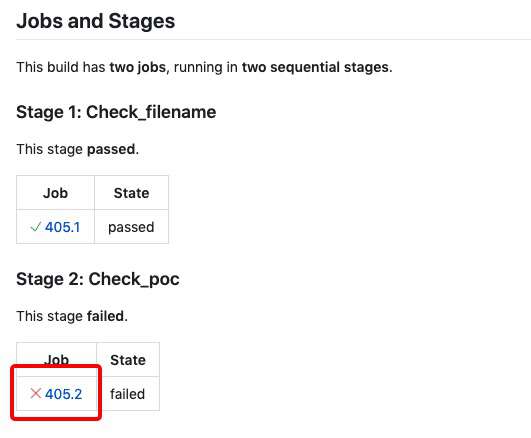 Jobs and Stages
This build has two jobs, running in two sequential stages.
Stage 1: Check_filename
This stage passed.
Job State
405.1 passed
Stage 2: Check_poc
This stage failed.
Job State
405.2 failed